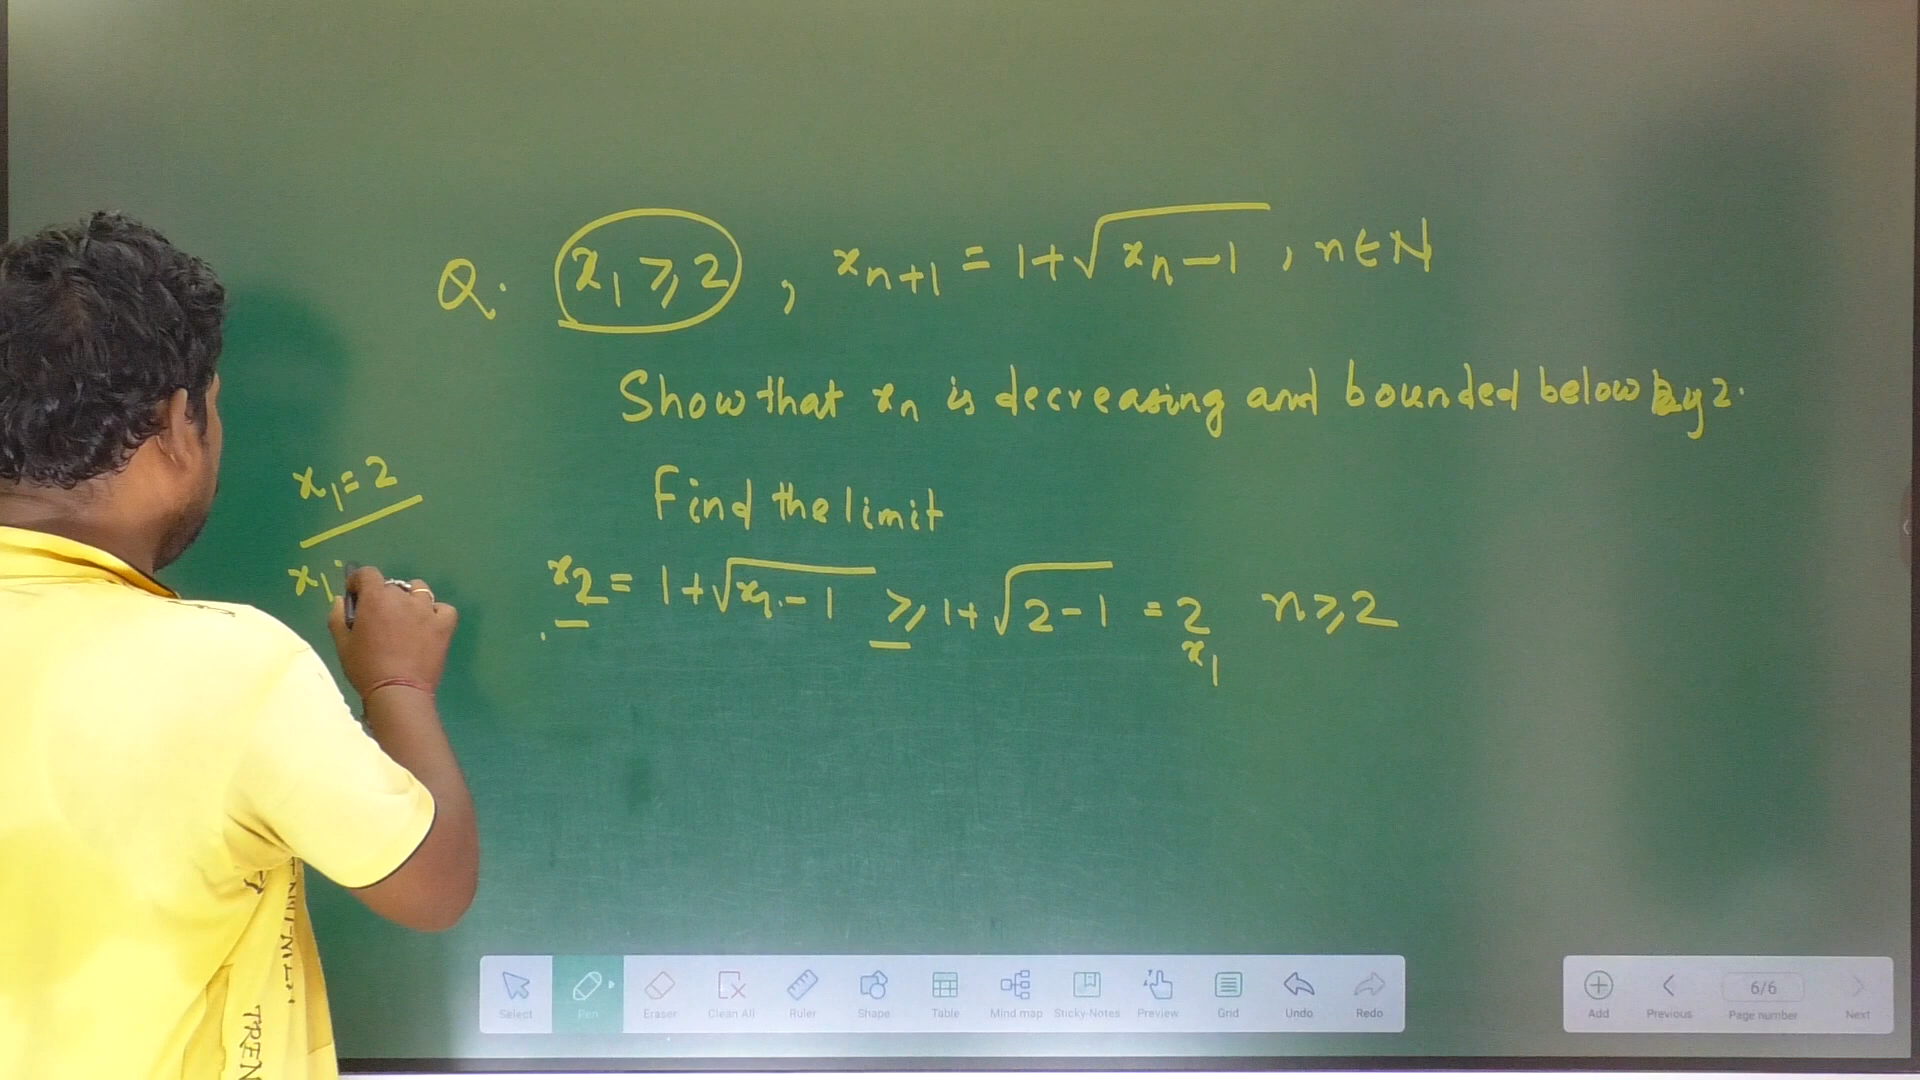 Q. x₁ ⩾ 2 , xₙ₊₁ = 1+√(xₙ−1) , n∈N
Show that xₙ is decreasing and bounded below by 2.
Find the limit
x₁=2
x₁
x₂ = 1+√(x₁−1) ⩾ 1+√(2−1) = 2 n⩾2
x₁
Select Pen Eraser Clean All Ruler Shape Table Mind map Sticky-Notes Preview Grid Undo Redo
Add Previous 6/6 Page number Next